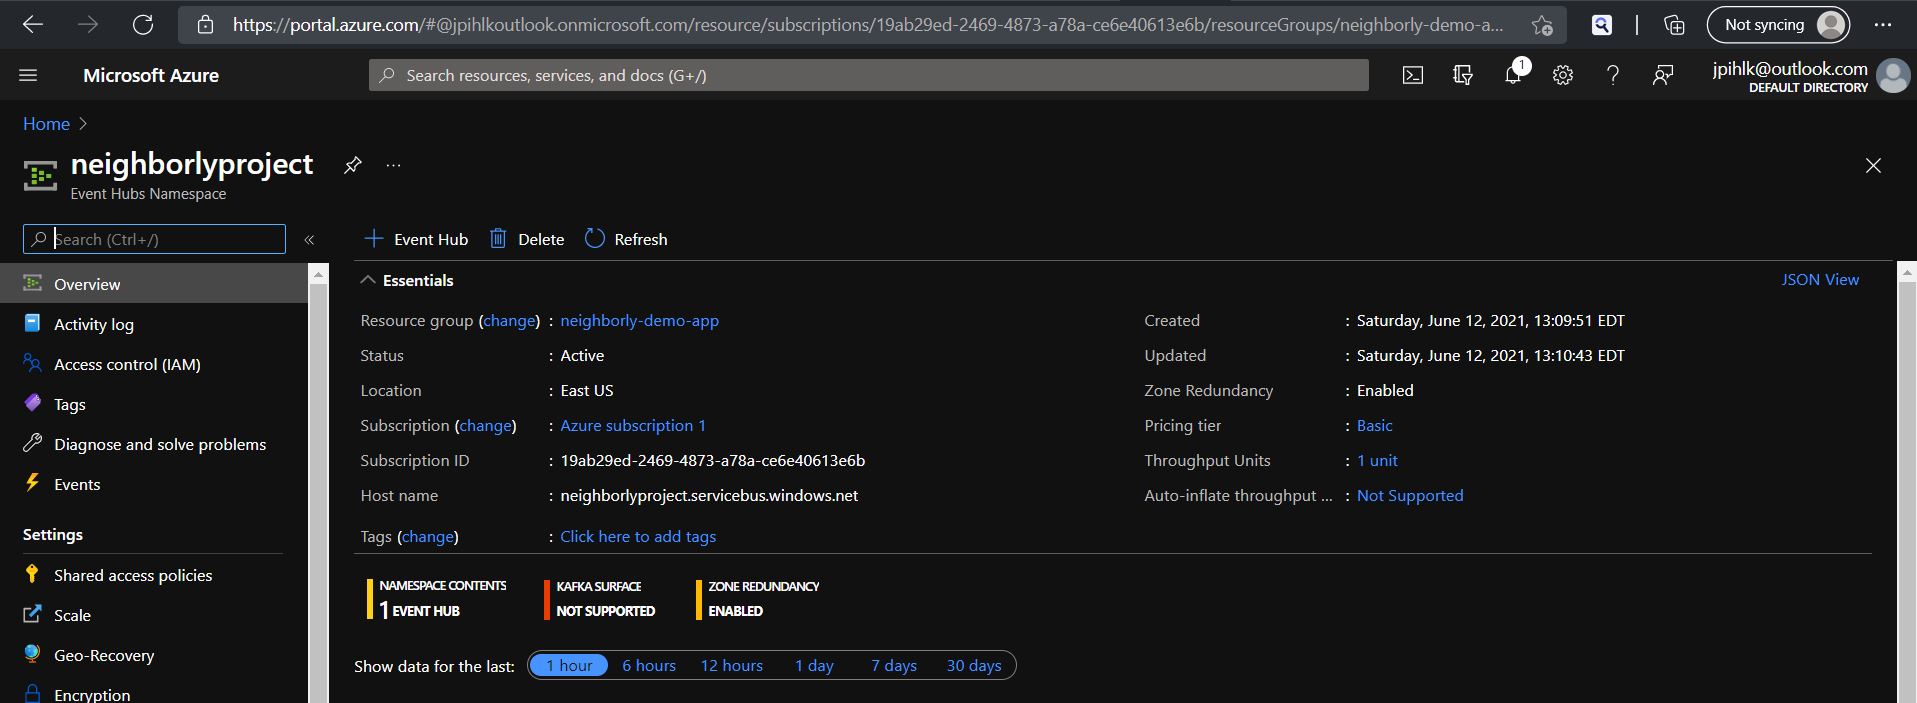 https://portal.azure.com/#@jpihlkoutlook.onmicrosoft.com/resource/subscriptions/19ab29ed-2469-4873-a78a-ce6e40613e6b/resourceGroups/neighborly-demo-a...
Not syncing
Microsoft Azure
Search resources, services, and docs (G+/)
1
jpihlk@outlook.com
DEFAULT DIRECTORY
Home
neighborlyproject
Event Hubs Namespace
Search (Ctrl+/)
Overview
Activity log
Access control (IAM)
Tags
Diagnose and solve problems
Events
Settings
Shared access policies
Scale
Geo-Recovery
Encryption
Event Hub Delete Refresh
Essentials
JSON View
Resource group (change) : neighborly-demo-app
Status : Active
Location : East US
Subscription (change) : Azure subscription 1
Subscription ID : 19ab29ed-2469-4873-a78a-ce6e40613e6b
Host name : neighborlyproject.servicebus.windows.net
Tags (change) : Click here to add tags
Created : Saturday, June 12, 2021, 13:09:51 EDT
Updated : Saturday, June 12, 2021, 13:10:43 EDT
Zone Redundancy : Enabled
Pricing tier : Basic
Throughput Units : 1 unit
Auto-inflate throughput ... : Not Supported
NAMESPACE CONTENTS
1 EVENT HUB
KAFKA SURFACE
NOT SUPPORTED
ZONE REDUNDANCY
ENABLED
Show data for the last: 1 hour 6 hours 12 hours 1 day 7 days 30 days